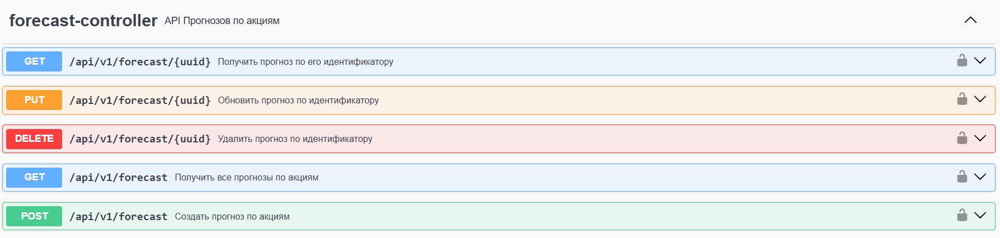 forecast-controller API Прогнозов по акциям
GET /api/v1/forecast/{uuid} Получить прогноз по его идентификатору
PUT /api/v1/forecast/{uuid} Обновить прогноз по идентификатору
DELETE /api/v1/forecast/{uuid} Удалить прогноз по идентификатору
GET /api/v1/forecast Получить все прогнозы по акциям
POST /api/v1/forecast Создать прогноз по акциям